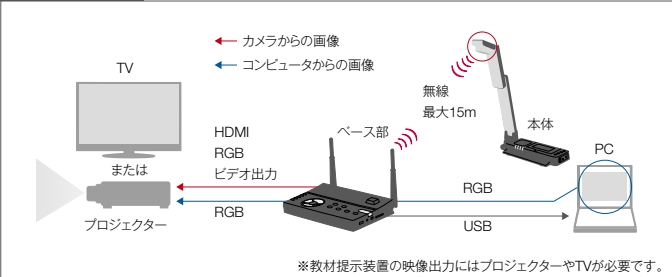 カメラからの画像
コンピュータからの画像
TV
または
プロジェクター
HDMI
RGB
ビデオ出力
RGB
ベース部
無線
最大15m
本体
PC
RGB
USB
※教材提示装置の映像出力にはプロジェクターやTVが必要です。